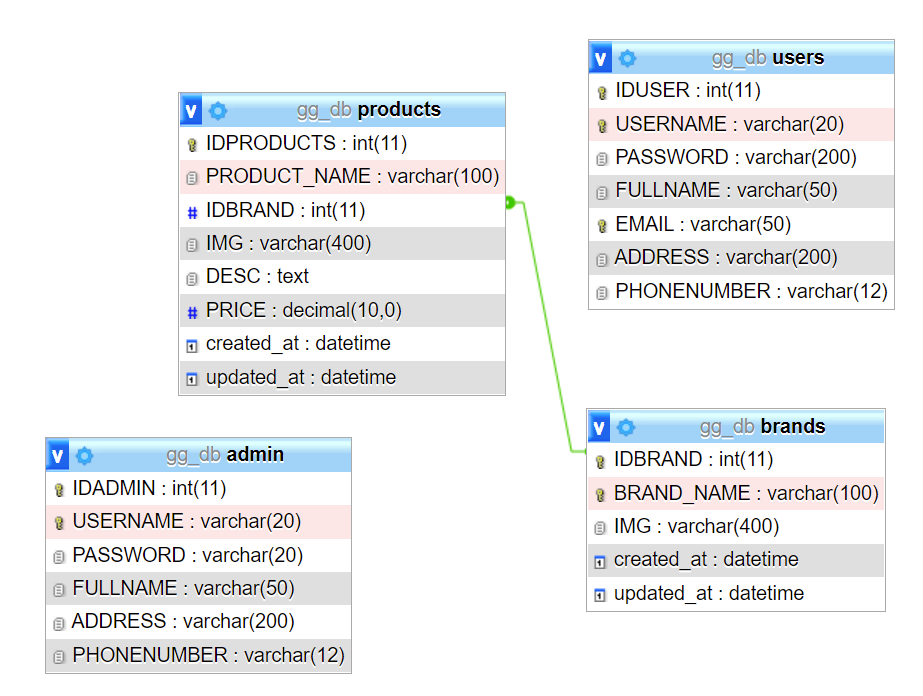 gg_db users
IDUSER : int(11)
USERNAME : varchar(20)
PASSWORD : varchar(200)
FULLNAME : varchar(50)
EMAIL : varchar(50)
ADDRESS : varchar(200)
PHONENUMBER : varchar(12)
gg_db products
IDPRODUCTS : int(11)
PRODUCT_NAME : varchar(100)
IDBRAND : int(11)
IMG : varchar(400)
DESC : text
PRICE : decimal(10,0)
created_at : datetime
updated_at : datetime
gg_db brands
IDBRAND : int(11)
BRAND_NAME : varchar(100)
IMG : varchar(400)
created_at : datetime
updated_at : datetime
gg_db admin
IDADMIN : int(11)
USERNAME : varchar(20)
PASSWORD : varchar(20)
FULLNAME : varchar(50)
ADDRESS : varchar(200)
PHONENUMBER : varchar(12)